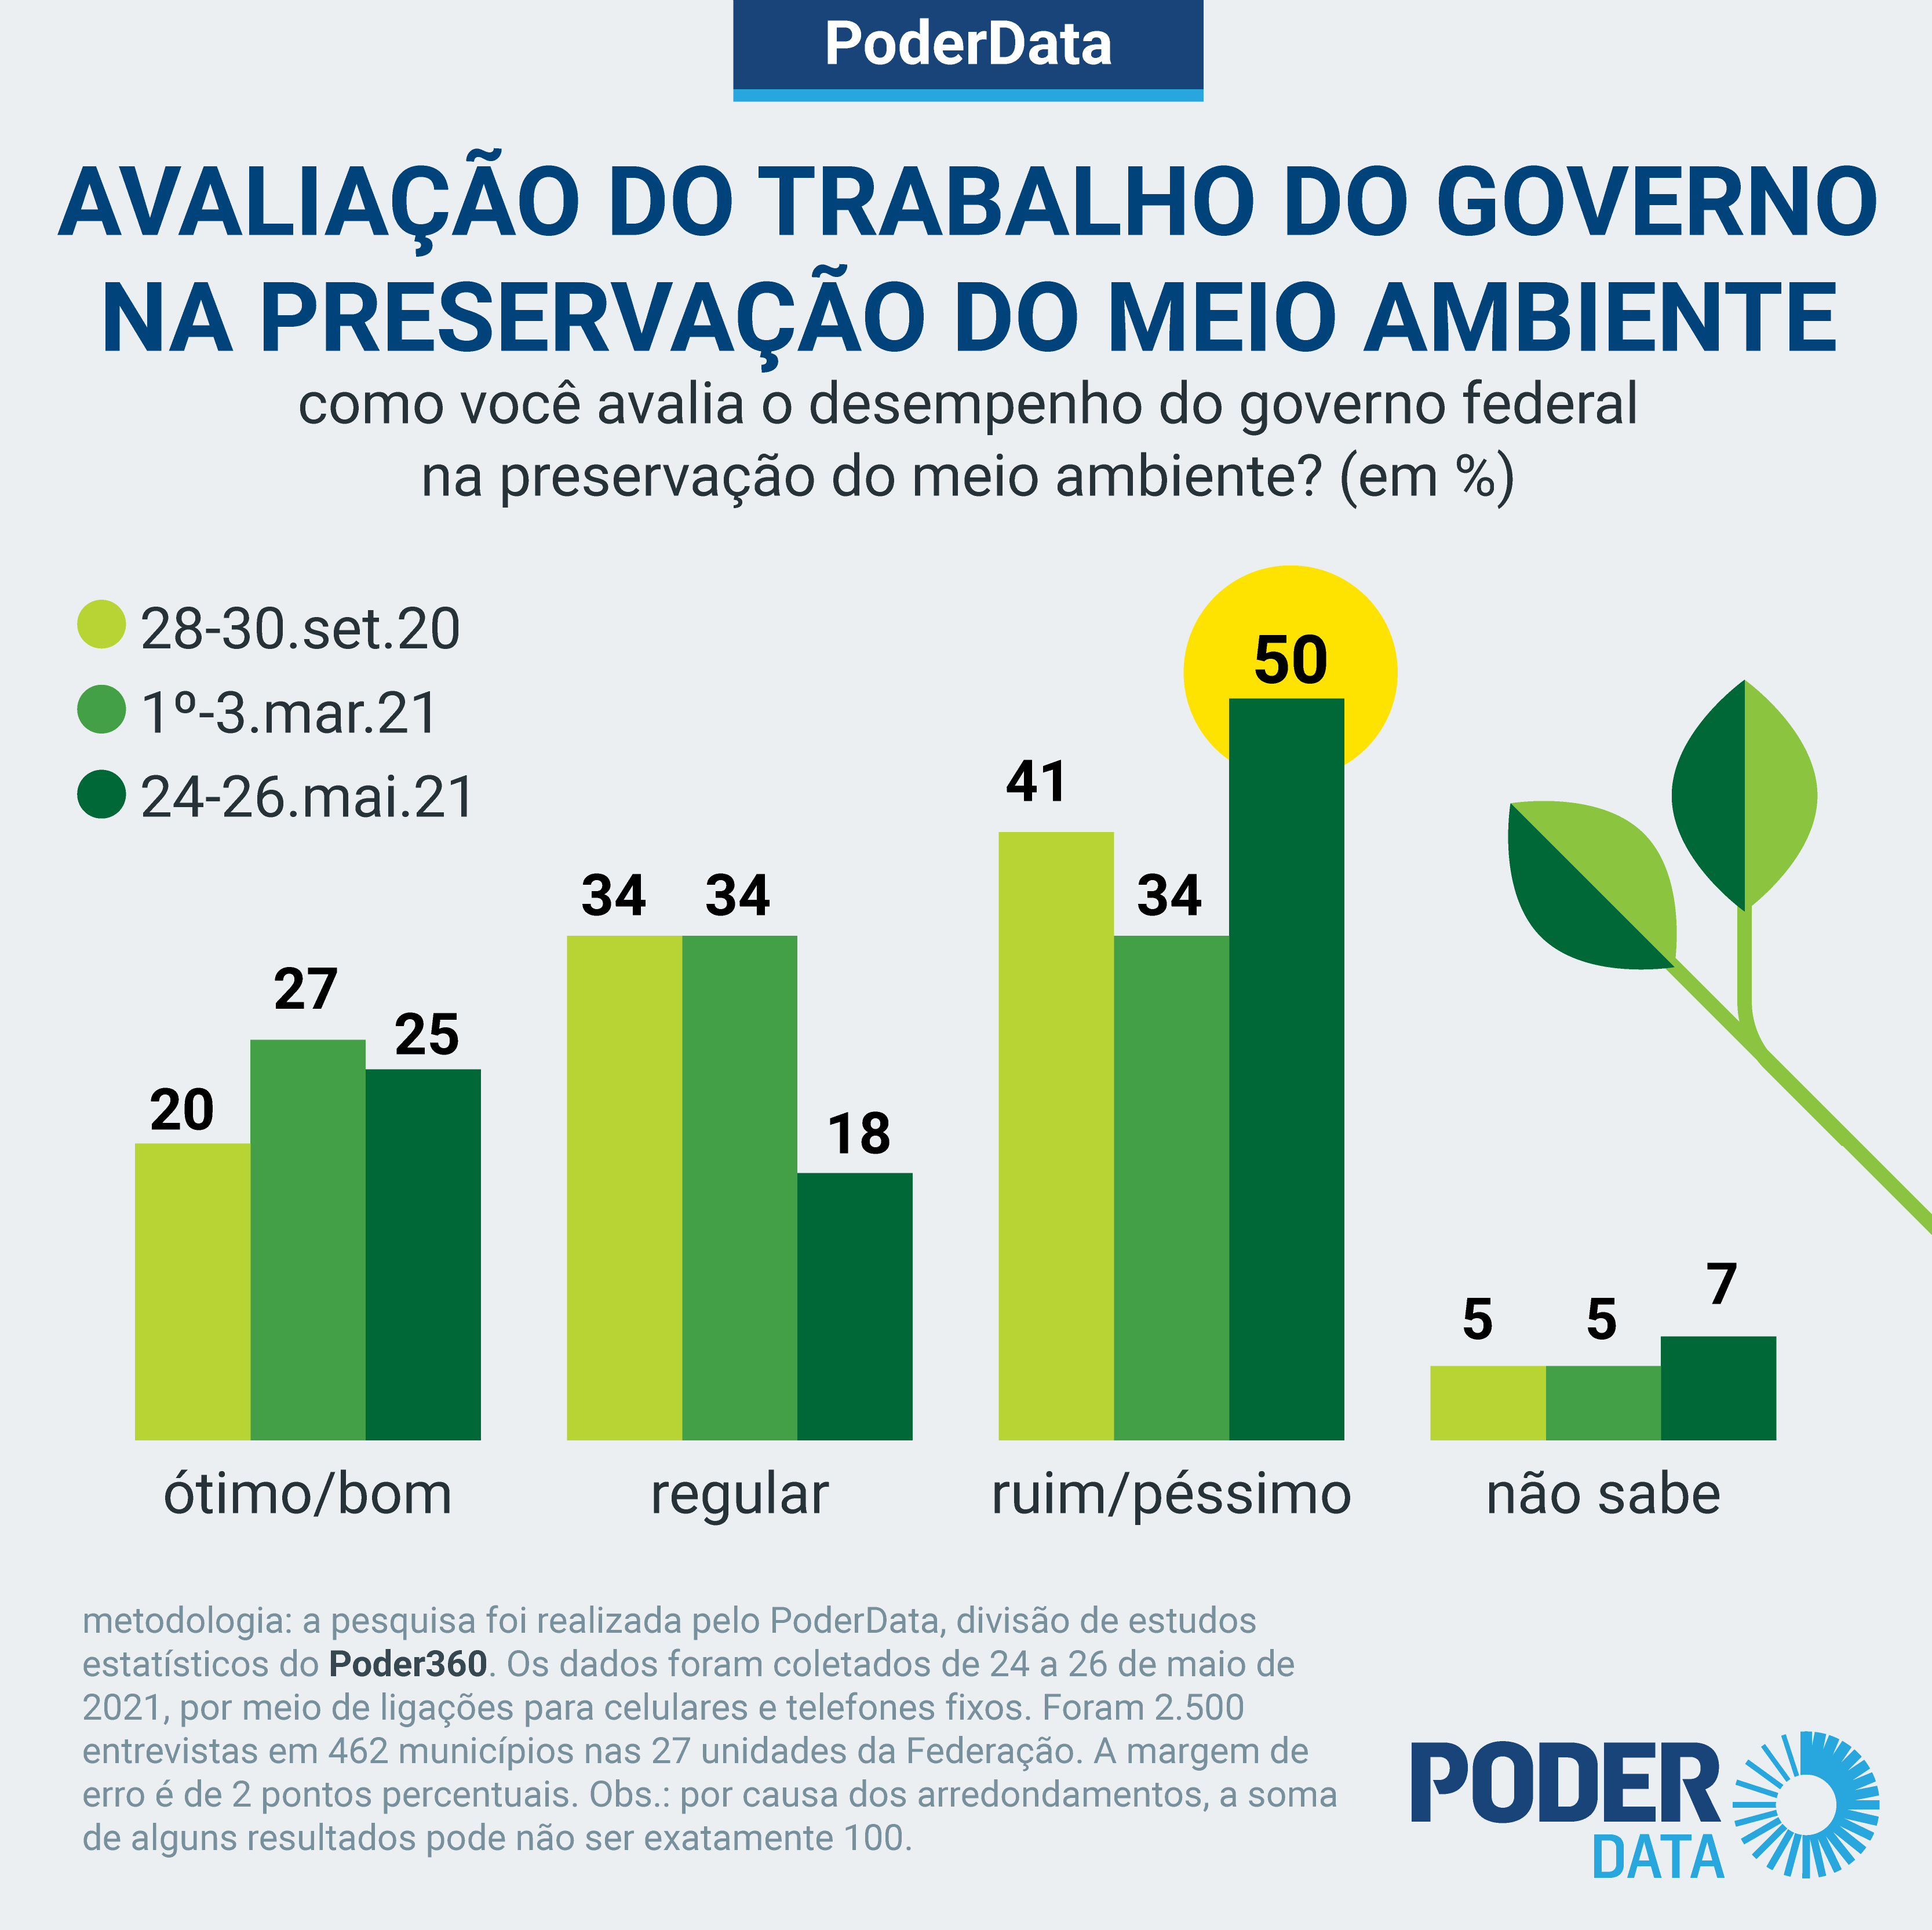 PoderData
AVALIAÇÃO DO TRABALHO DO GOVERNO
NA PRESERVAÇÃO DO MEIO AMBIENTE
como você avalia o desempenho do governo federal
na preservação do meio ambiente? (em %)
28-30.set.20
1º-3.mar.21
24-26.mai.21
20
27
25
34
34
18
41
34
50
5
5
7
ótimo/bom
regular
ruim/péssimo
não sabe
metodologia: a pesquisa foi realizada pelo PoderData, divisão de estudos
estatísticos do Poder360. Os dados foram coletados de 24 a 26 de maio de
2021, por meio de ligações para celulares e telefones fixos. Foram 2.500
entrevistas em 462 municípios nas 27 unidades da Federação. A margem de
erro é de 2 pontos percentuais. Obs.: por causa dos arredondamentos, a soma
de alguns resultados pode não ser exatamente 100.
PODER
DATA